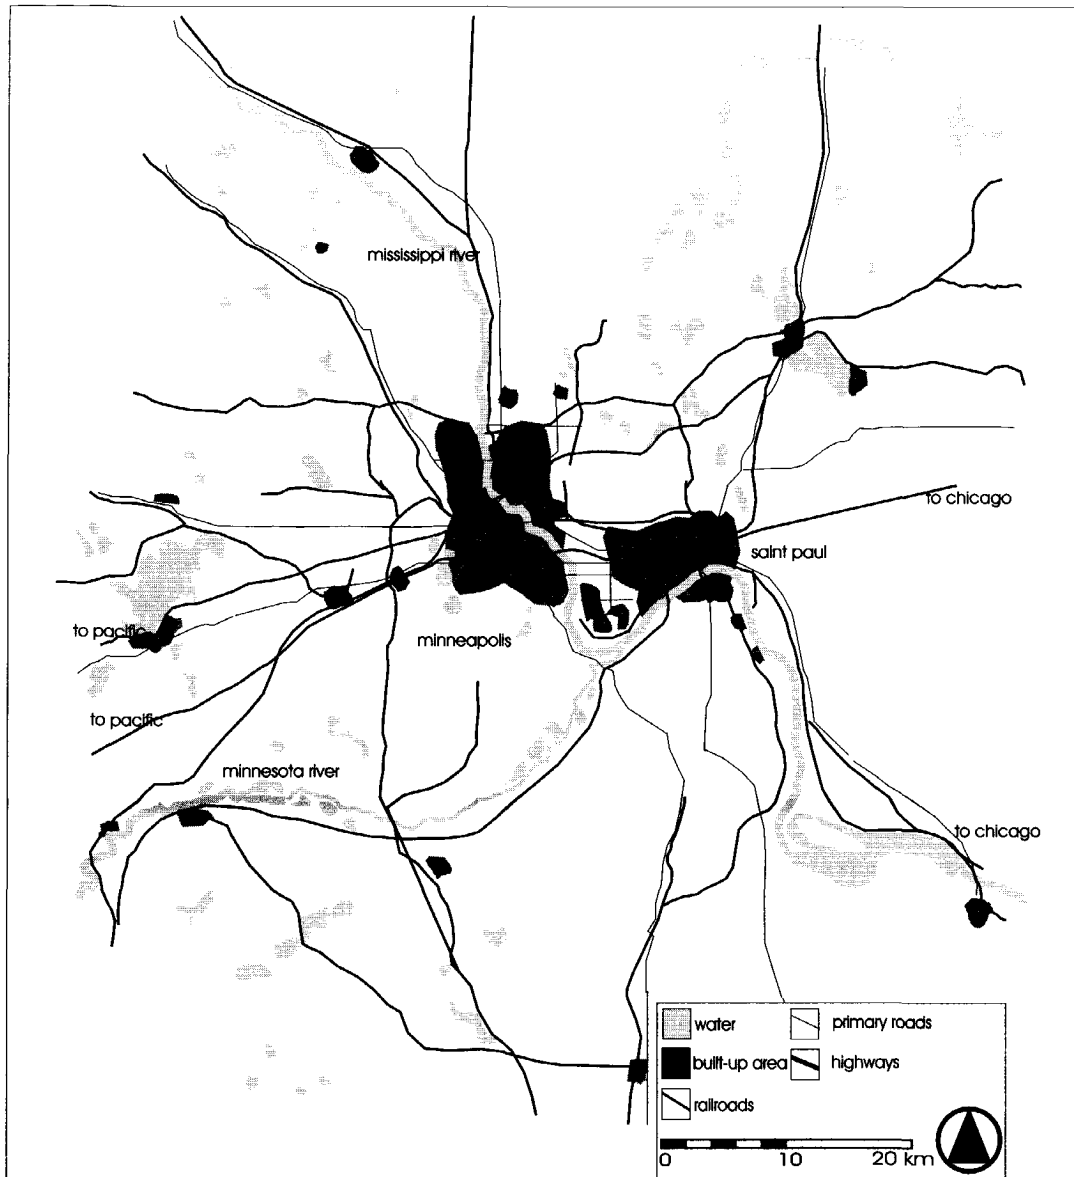 mississippi river
to chicago
saint paul
to pacific
minneapolis
to pacific
minnesota river
to chicago
water
primary roads
built-up area
highways
railroads
0 10 20 km